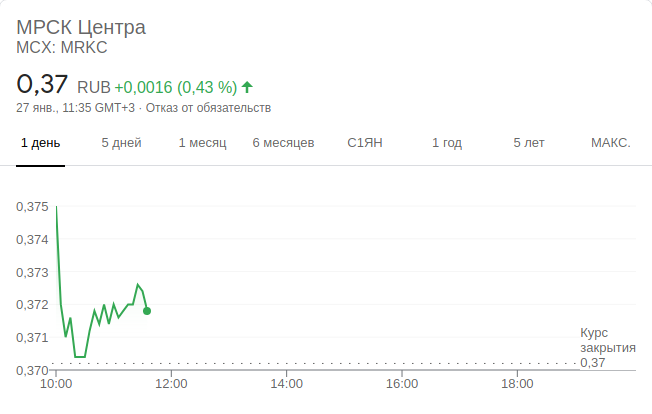 МРСК Центра
MCX: MRKC
0,37 RUB +0,0016 (0,43 %)
27 янв., 11:35 GMT+3 · Отказ от обязательств
1 день 5 дней 1 месяц 6 месяцев С1ЯН 1 год 5 лет МАКС.
0,375
0,374
0,373
0,372
0,371
0,370
Курс
закрытия
0,37
10:00 12:00 14:00 16:00 18:00